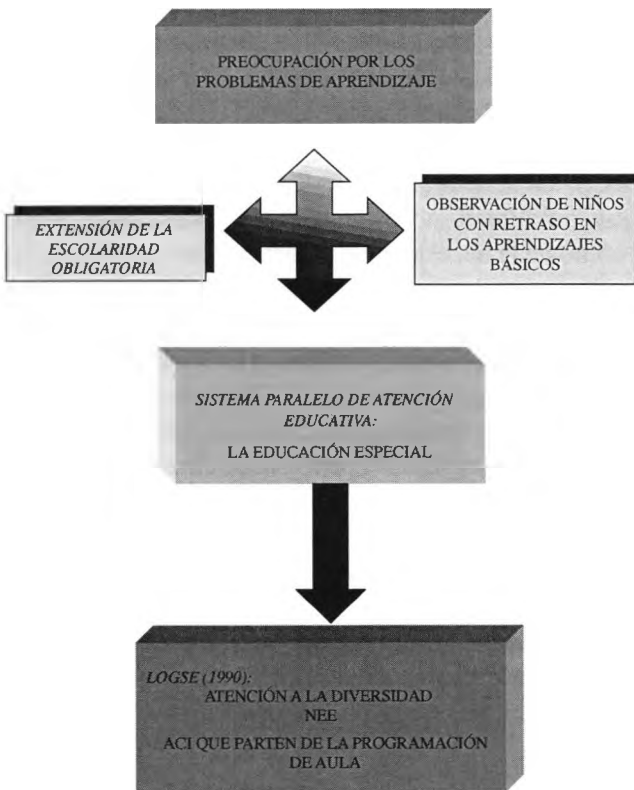 PREOCUPACIÓN POR LOS
PROBLEMAS DE APRENDIZAJE
EXTENSIÓN DE LA
ESCOLARIDAD
OBLIGATORIA
OBSERVACIÓN DE NIÑOS
CON RETRASO EN
LOS APRENDIZAJES
BÁSICOS
SISTEMA PARALELO DE ATENCIÓN
EDUCATIVA:
LA EDUCACIÓN ESPECIAL
LOGSE (1990):
ATENCIÓN A LA DIVERSIDAD
NEE
ACI QUE PARTEN DE LA PROGRAMACIÓN
DE AULA